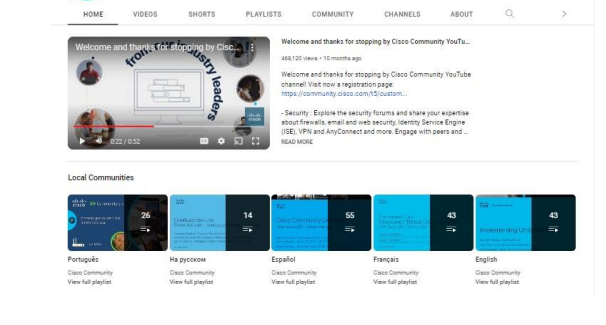 HOME VIDEOS SHORTS PLAYLISTS COMMUNITY CHANNELS ABOUT
Welcome and thanks for stopping by Cisc...
from industry leaders
0:22 / 0:52
Welcome and thanks for stopping by Cisco Community YouTu...
468,120 views • 10 months ago
Welcome and thanks for stopping by Cisco Community YouTube
channel! Visit now a registration page:
https://community.cisco.com/t5/custom...
- Security : Explore the security forums and share your expertise
about firewalls, email and web security, Identity Service Engine
(ISE), VPN and AnyConnect and more. Engage with peers and ...
READ MORE
Local Communities
26
14
55
43
43
Português
На русском
Español
Français
English
Cisco Community
Cisco Community
Cisco Community
Cisco Community
Cisco Community
View full playlist
View full playlist
View full playlist
View full playlist
View full playlist